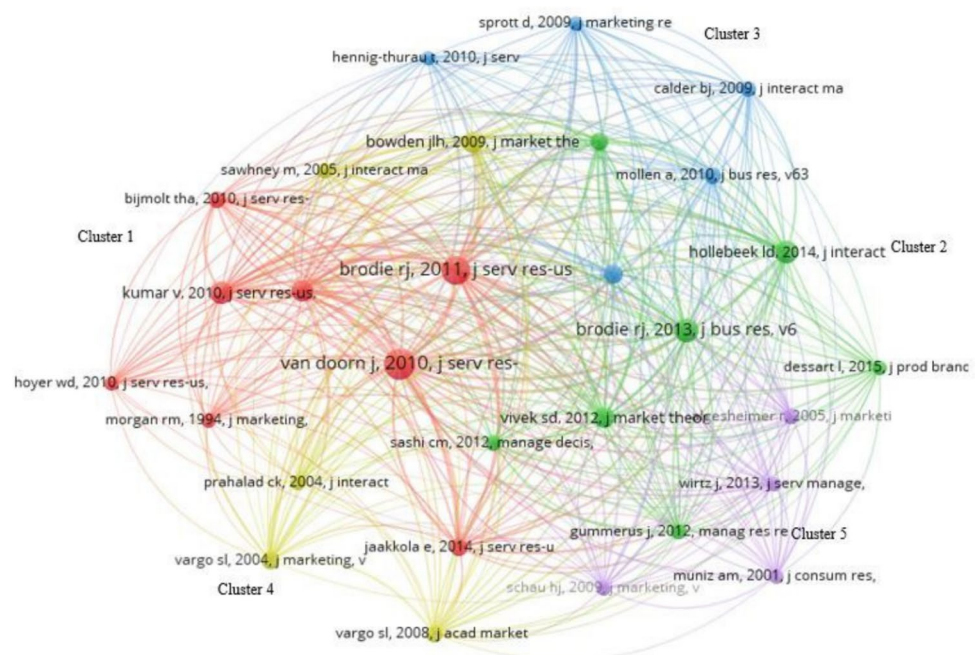 sprott d, 2009, j marketing re
Cluster 3
hennig-thurau t, 2010, j serv
calder bj, 2009, j interact ma
bowden jlh, 2009, j market the
sawhney m, 2005, j interact ma
mollen a, 2010, j bus res, v63
bijmolt tha, 2010, j serv res-
Cluster 1
hollebeek ld, 2014, j interact
Cluster 2
brodie rj, 2011, j serv res-us
kumar v, 2010, j serv res-us,
brodie rj, 2013, j bus res, v6
van doorn j, 2010, j serv res-
dessart l, 2015, j prod branc
hoyer wd, 2010, j serv res-us,
morgan rm, 1994, j marketing,
vivek sd, 2012, j market theor
2005, j marketi
sashi cm, 2012, manage decis,
prahalad ck, 2004, j interact
wirtz j, 2013, j serv manage,
gummerus j, 2012, manag res re
Cluster 5
jaakkola e, 2014, j serv res-u
vargo sl, 2004, j marketing, v
muniz am, 2001, j consum res,
schau hj, 2009, j marketing, v
Cluster 4
vargo sl, 2008, j acad market